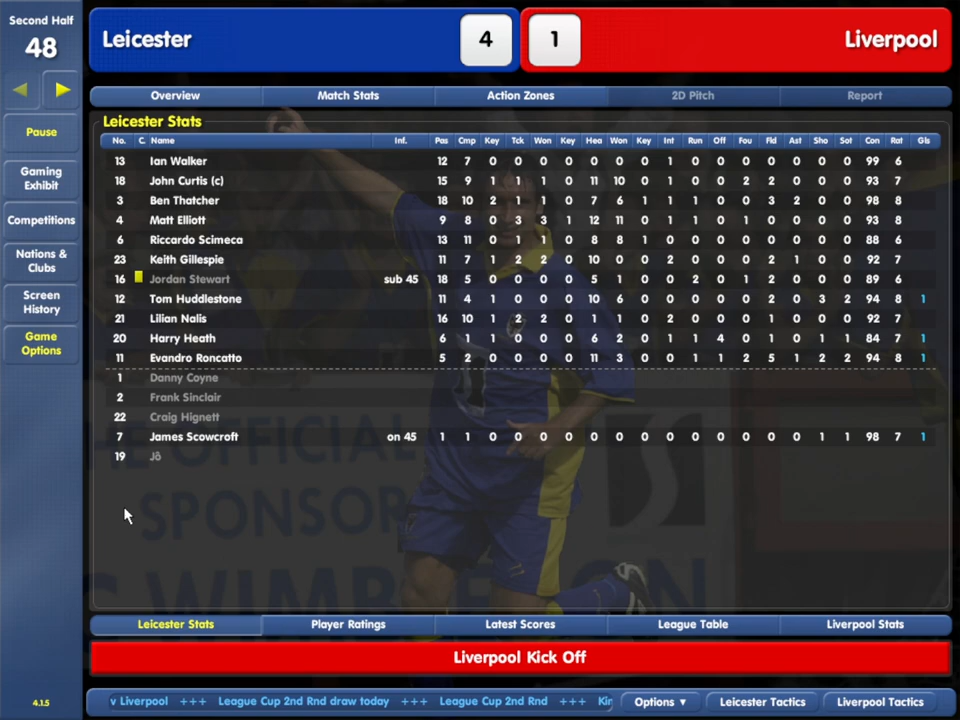 Second Half
48
Leicester 4 1 Liverpool
Overview Match Stats Action Zones 2D Pitch Report
Pause
Gaming Exhibit
Competitions
Nations & Clubs
Screen History
Game Options
4.1.5
Leicester Stats
No. C. Name Inf. Pas Cmp Key Tck Won Key Hea Won Key Int Run Off Fou Fld Ast Sho Sot Con Rat Gls
13 Ian Walker 12 7 0 0 0 0 0 0 0 1 0 0 0 0 0 0 0 99 6
18 John Curtis (c) 15 9 1 1 1 0 11 10 0 1 0 0 2 2 0 0 0 93 7
3 Ben Thatcher 18 10 2 1 1 0 7 6 1 1 1 0 0 3 2 0 0 98 8
4 Matt Elliott 9 8 0 3 3 1 12 11 0 1 1 0 1 0 0 0 0 93 8
6 Riccardo Scimeca 13 11 0 1 1 0 8 8 1 0 0 0 0 0 0 0 0 88 6
23 Keith Gillespie 11 7 1 2 2 0 10 0 0 2 0 0 0 2 1 0 0 92 7
16 Jordan Stewart sub 45 18 5 0 0 0 0 5 1 0 0 2 0 1 2 0 0 0 89 6
12 Tom Huddlestone 11 4 1 0 0 0 10 6 0 1 0 0 0 2 0 3 2 94 8 1
21 Lilian Nalis 16 10 1 2 2 0 1 1 0 2 0 0 0 1 0 0 0 92 7
20 Harry Heath 6 1 1 0 0 0 6 2 0 1 1 4 0 1 0 1 1 84 7 1
11 Evandro Roncatto 5 2 0 0 0 0 11 3 0 0 1 1 2 5 1 2 2 94 8 1
1 Danny Coyne
2 Frank Sinclair
22 Craig Hignett
7 James Scowcroft on 45 1 1 0 0 0 0 0 0 0 0 0 0 0 0 0 1 1 98 7 1
19 Jô
THE OFFICIAL
SPONSOR
WIMBLEDON
Leicester Stats Player Ratings Latest Scores League Table Liverpool Stats
Liverpool Kick Off
v Liverpool +++ League Cup 2nd Rnd draw today +++ League Cup 2nd Rnd +++
Options ▼ Leicester Tactics Liverpool Tactics